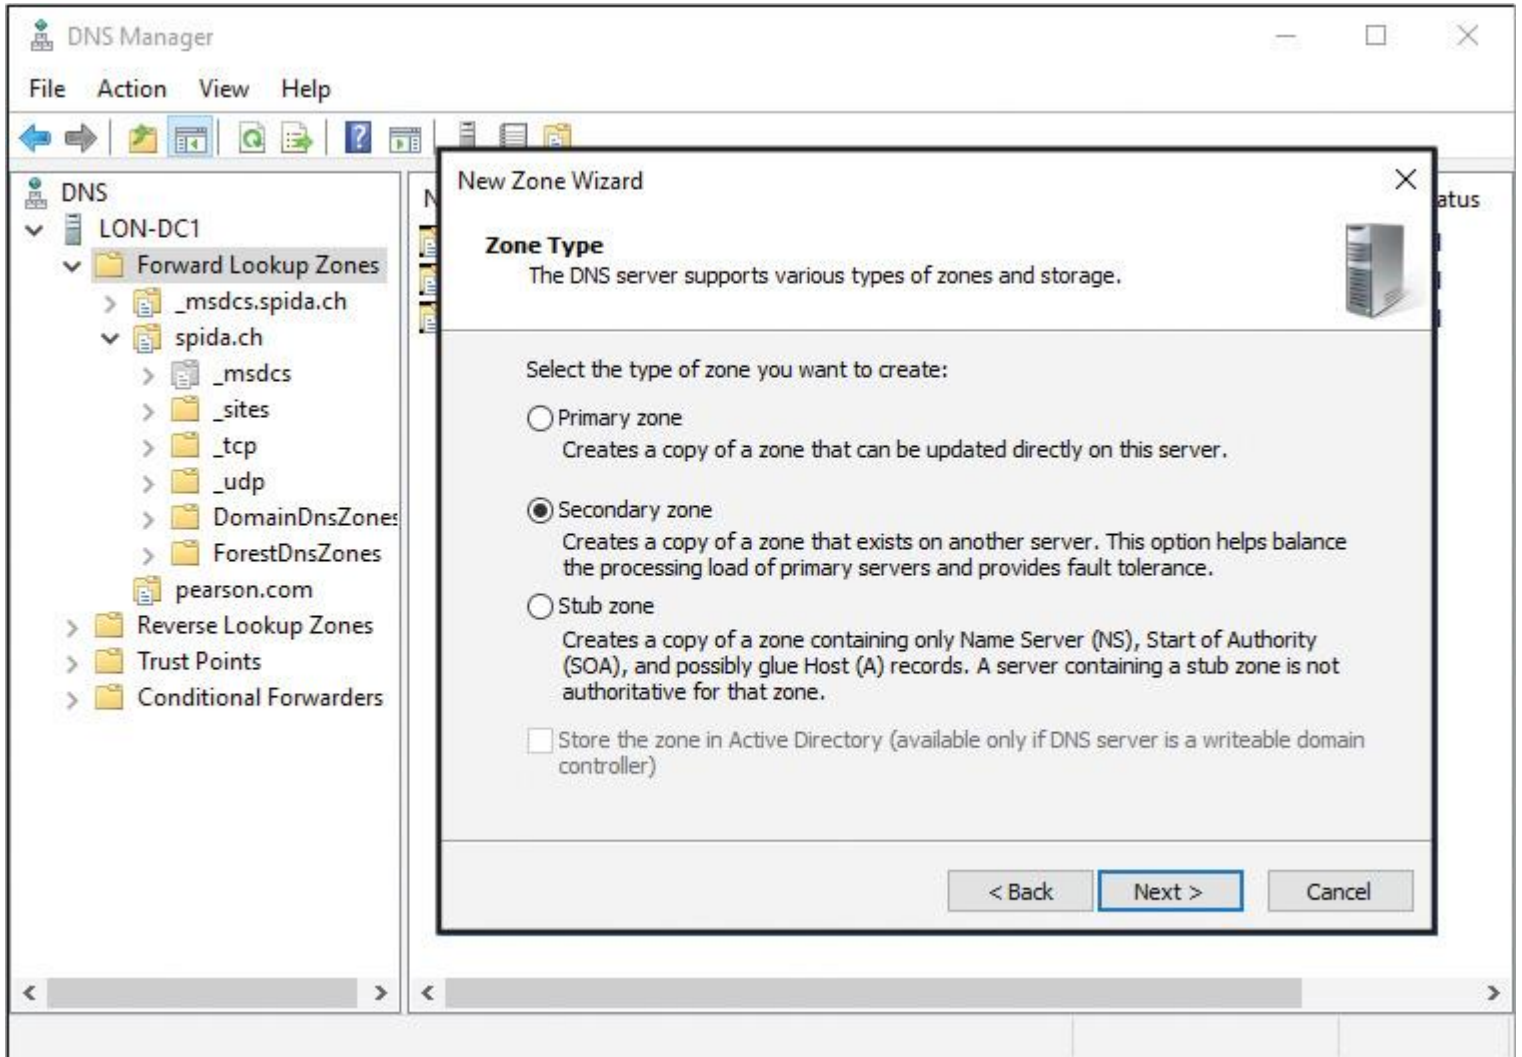 DNS Manager
File Action View Help
DNS
LON-DC1
Forward Lookup Zones
_msdcs.spida.ch
spida.ch
_msdcs
_sites
_tcp
_udp
DomainDnsZones
ForestDnsZones
pearson.com
Reverse Lookup Zones
Trust Points
Conditional Forwarders
N
atus
New Zone Wizard
Zone Type
The DNS server supports various types of zones and storage.
Select the type of zone you want to create:
Primary zone
Creates a copy of a zone that can be updated directly on this server.
Secondary zone
Creates a copy of a zone that exists on another server. This option helps balance
the processing load of primary servers and provides fault tolerance.
Stub zone
Creates a copy of a zone containing only Name Server (NS), Start of Authority
(SOA), and possibly glue Host (A) records. A server containing a stub zone is not
authoritative for that zone.
Store the zone in Active Directory (available only if DNS server is a writeable domain
controller)
< Back Next > Cancel